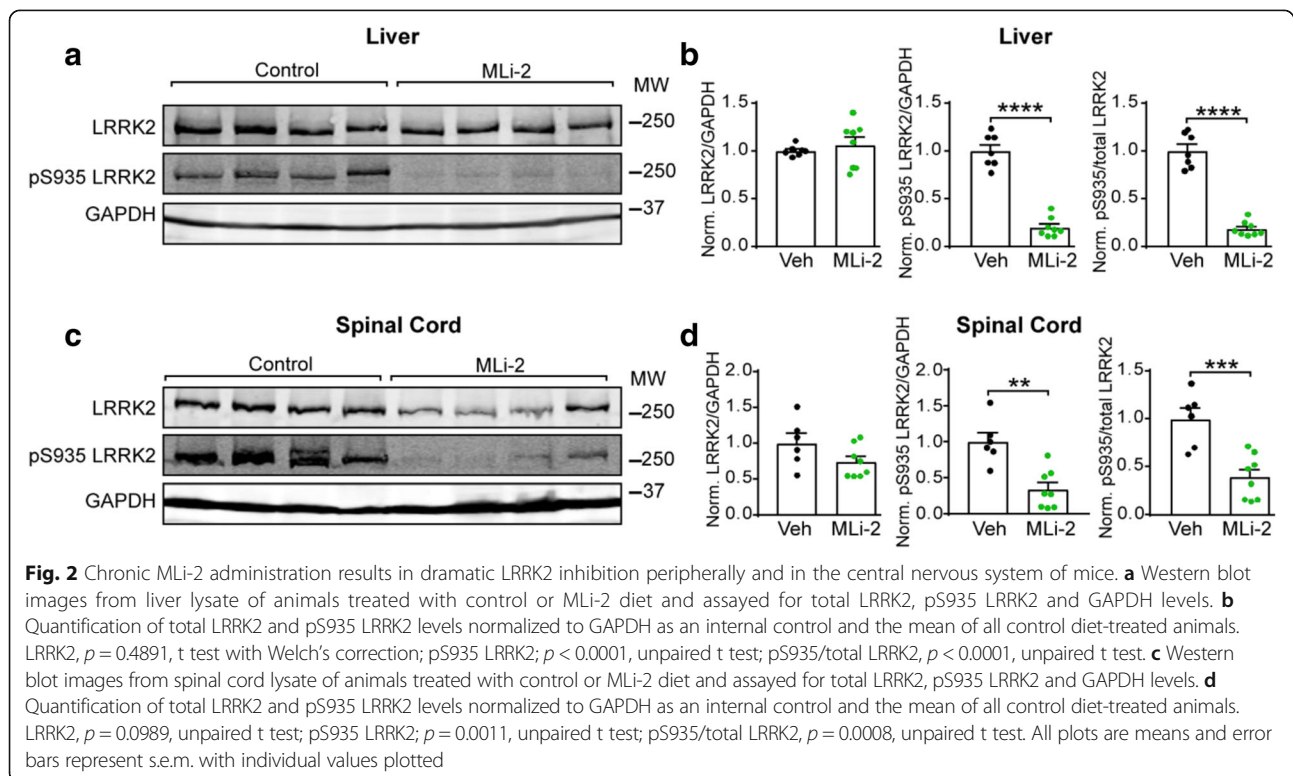 a
Liver
Control
MLi-2
MW
LRRK2
–250
pS935 LRRK2
–250
GAPDH
–37
b
Liver
Norm. LRRK2/GAPDH
1.5
1.0
0.5
0.0
Veh MLi-2
Norm. pS935 LRRK2/GAPDH
1.5
1.0
0.5
0.0
****
Veh MLi-2
Norm. pS935/total LRRK2
1.5
1.0
0.5
0.0
****
Veh MLi-2
c
Spinal Cord
Control
MLi-2
MW
LRRK2
–250
pS935 LRRK2
–250
GAPDH
–37
d
Spinal Cord
Norm. LRRK2/GAPDH
2.0
1.5
1.0
0.5
0.0
Veh MLi-2
Norm. pS935 LRRK2/GAPDH
2.0
1.5
1.0
0.5
0.0
**
Veh MLi-2
Norm. pS935/total LRRK2
1.5
1.0
0.5
0.0
***
Veh MLi-2
Fig. 2 Chronic MLi-2 administration results in dramatic LRRK2 inhibition peripherally and in the central nervous system of mice. a Western blot
images from liver lysate of animals treated with control or MLi-2 diet and assayed for total LRRK2, pS935 LRRK2 and GAPDH levels. b
Quantification of total LRRK2 and pS935 LRRK2 levels normalized to GAPDH as an internal control and the mean of all control diet-treated animals.
LRRK2, p = 0.4891, t test with Welch's correction; pS935 LRRK2; p < 0.0001, unpaired t test; pS935/total LRRK2, p < 0.0001, unpaired t test. c Western
blot images from spinal cord lysate of animals treated with control or MLi-2 diet and assayed for total LRRK2, pS935 LRRK2 and GAPDH levels. d
Quantification of total LRRK2 and pS935 LRRK2 levels normalized to GAPDH as an internal control and the mean of all control diet-treated animals.
LRRK2, p = 0.0989, unpaired t test; pS935 LRRK2; p = 0.0011, unpaired t test; pS935/total LRRK2, p = 0.0008, unpaired t test. All plots are means and error
bars represent s.e.m. with individual values plotted